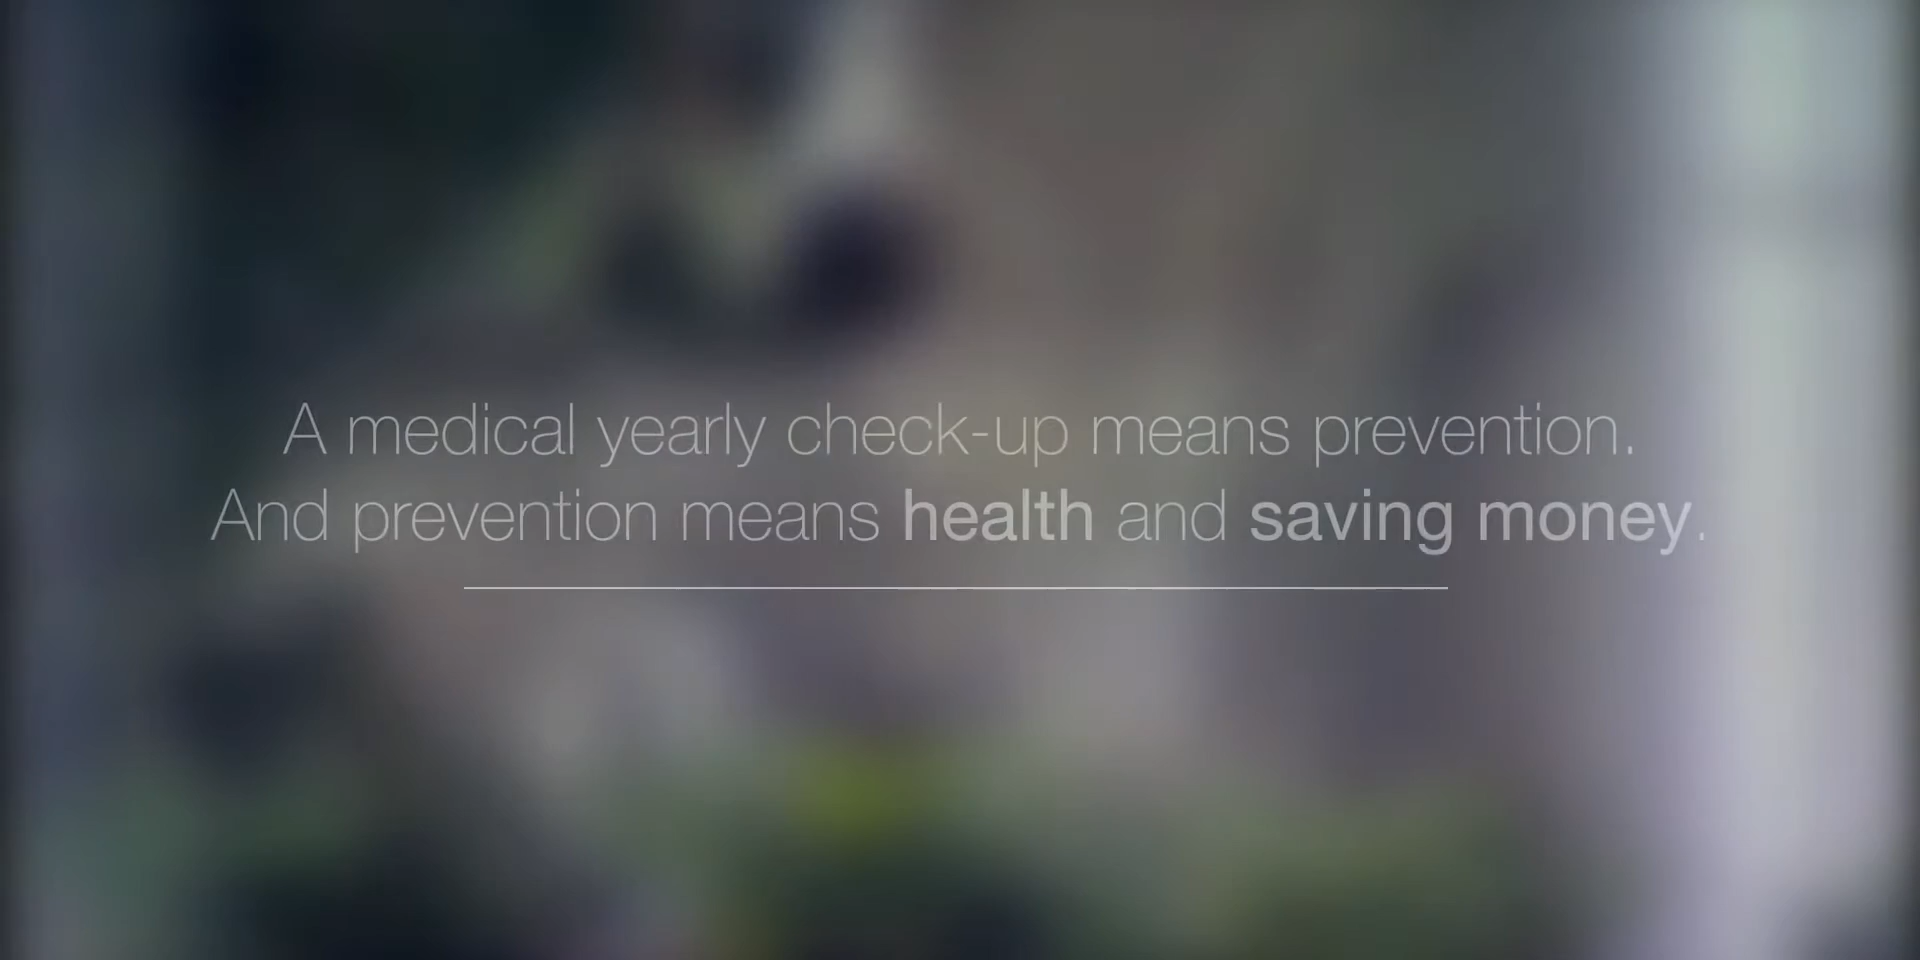 A medical yearly check-up means prevention.
And prevention means health and saving money.